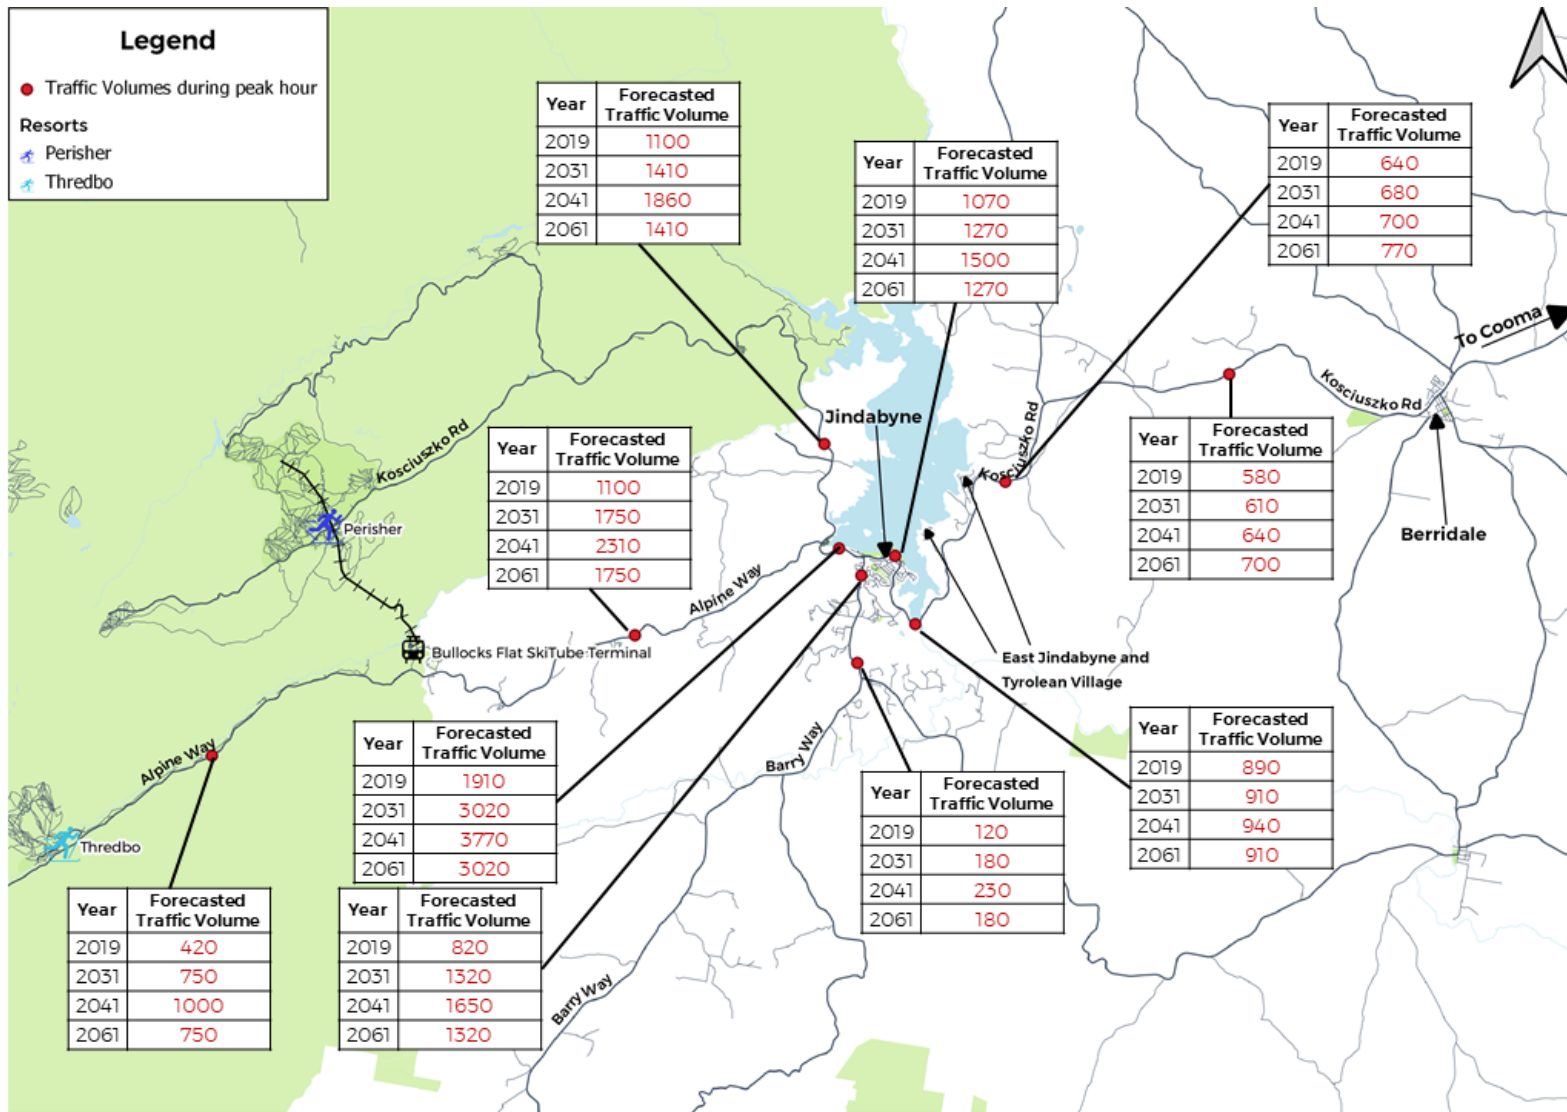 Legend
Traffic Volumes during peak hour
Resorts
Perisher
Thredbo
Year Forecasted Traffic Volume
2019 1100
2031 1410
2041 1860
2061 1410
Year Forecasted Traffic Volume
2019 1070
2031 1270
2041 1500
2061 1270
Year Forecasted Traffic Volume
2019 640
2031 680
2041 700
2061 770
To Cooma
Kosciuszko Rd
Jindabyne
Kosciuszko Rd
Kosciuszko Rd
Kosciuszko Rd
Year Forecasted Traffic Volume
2019 1100
2031 1750
2041 2310
2061 1750
Year Forecasted Traffic Volume
2019 580
2031 610
2041 640
2061 700
Berridale
Perisher
Alpine Way
Bullocks Flat SkiTube Terminal
East Jindabyne and
Tyrolean Village
Alpine Way
Barry Way
Thredbo
Year Forecasted Traffic Volume
2019 1910
2031 3020
2041 3770
2061 3020
Year Forecasted Traffic Volume
2019 120
2031 180
2041 230
2061 180
Year Forecasted Traffic Volume
2019 890
2031 910
2041 940
2061 910
Year Forecasted Traffic Volume
2019 420
2031 750
2041 1000
2061 750
Year Forecasted Traffic Volume
2019 820
2031 1320
2041 1650
2061 1320
Barry Way